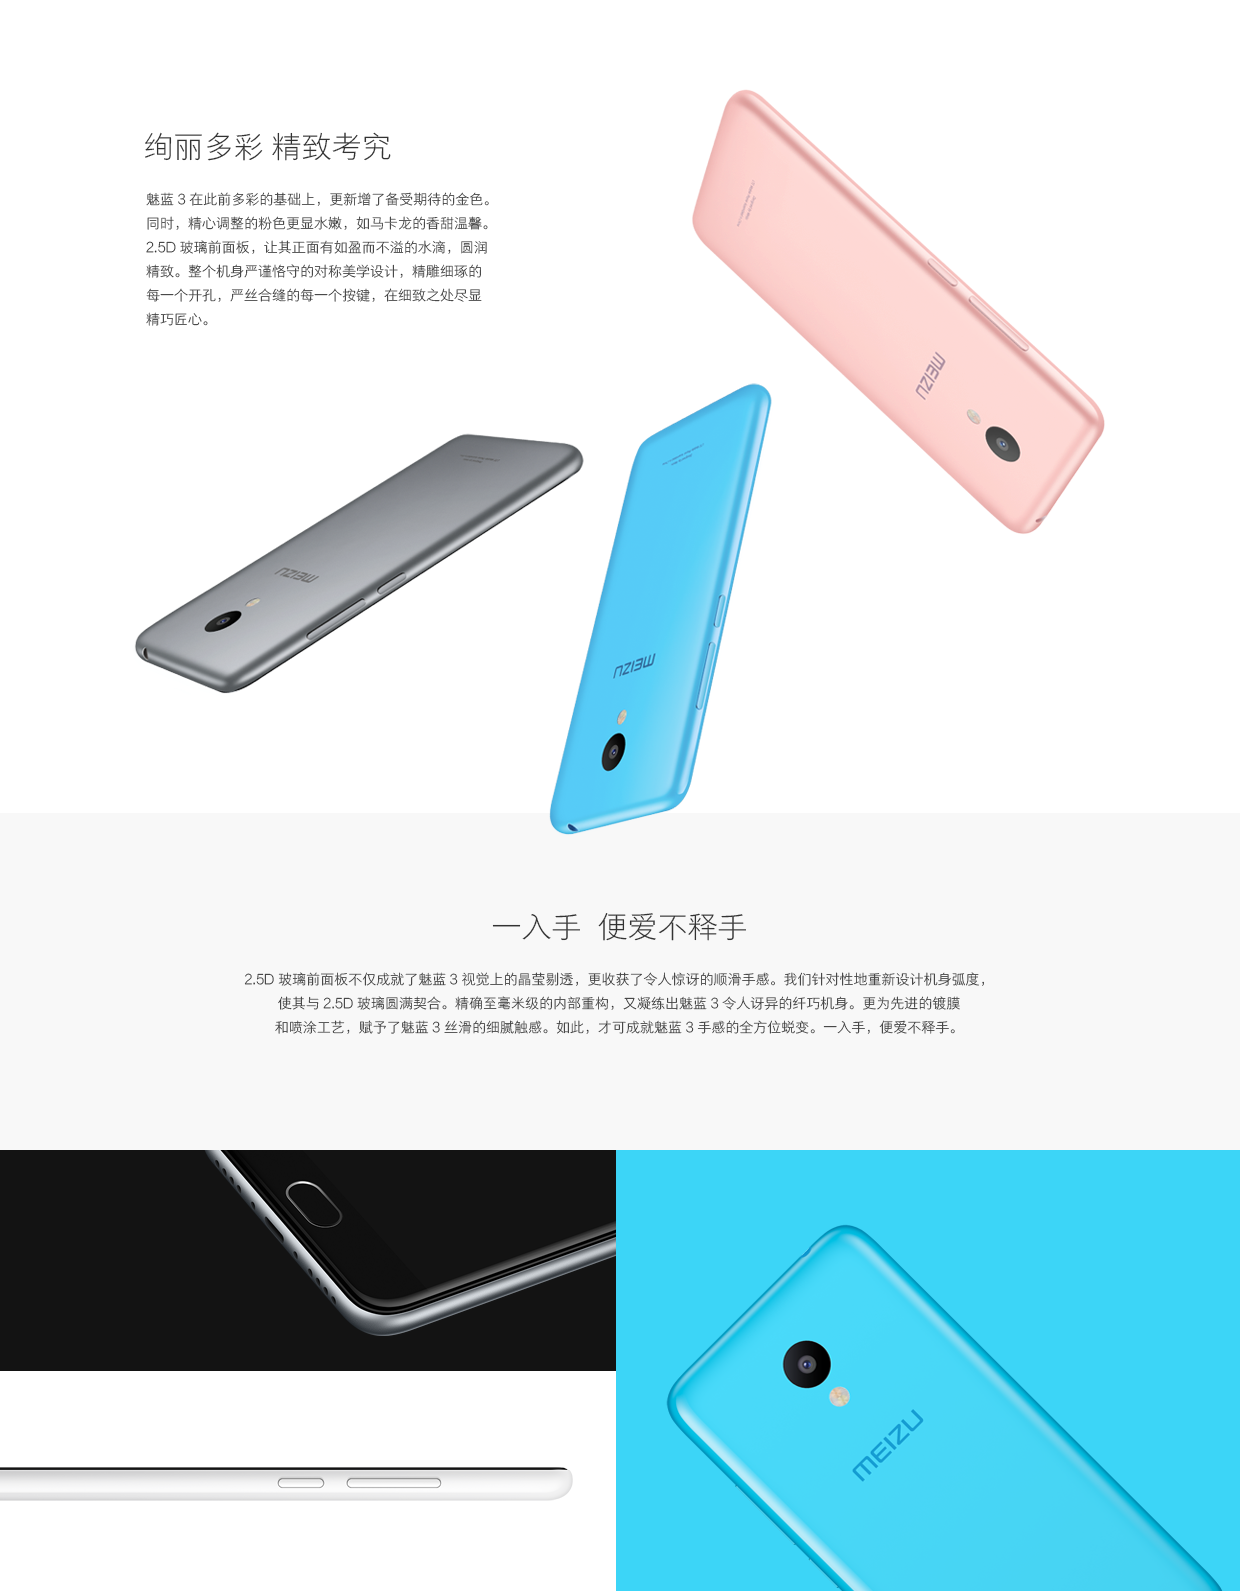 绚丽多彩 精致考究
魅蓝 3 在此前多彩的基础上，更新增了备受期待的金色。
同时，精心调整的粉色更显水嫩，如马卡龙的香甜温馨。
2.5D 玻璃前面板，让其正面有如盈而不溢的水滴，圆润
精致。整个机身严谨恪守的对称美学设计，精雕细琢的
每一个开孔，严丝合缝的每一个按键，在细致之处尽显
精巧匠心。
MEIZU
MEIZU
MEIZU
一入手 便爱不释手
2.5D 玻璃前面板不仅成就了魅蓝 3 视觉上的晶莹剔透，更收获了令人惊讶的顺滑手感。我们针对性地重新设计机身弧度，
使其与 2.5D 玻璃圆满契合。精确至毫米级的内部重构，又凝练出魅蓝 3 令人讶异的纤巧机身。更为先进的镀膜
和喷涂工艺，赋予了魅蓝 3 丝滑的细腻触感。如此，才可成就魅蓝 3 手感的全方位蜕变。一入手，便爱不释手。
MEIZU